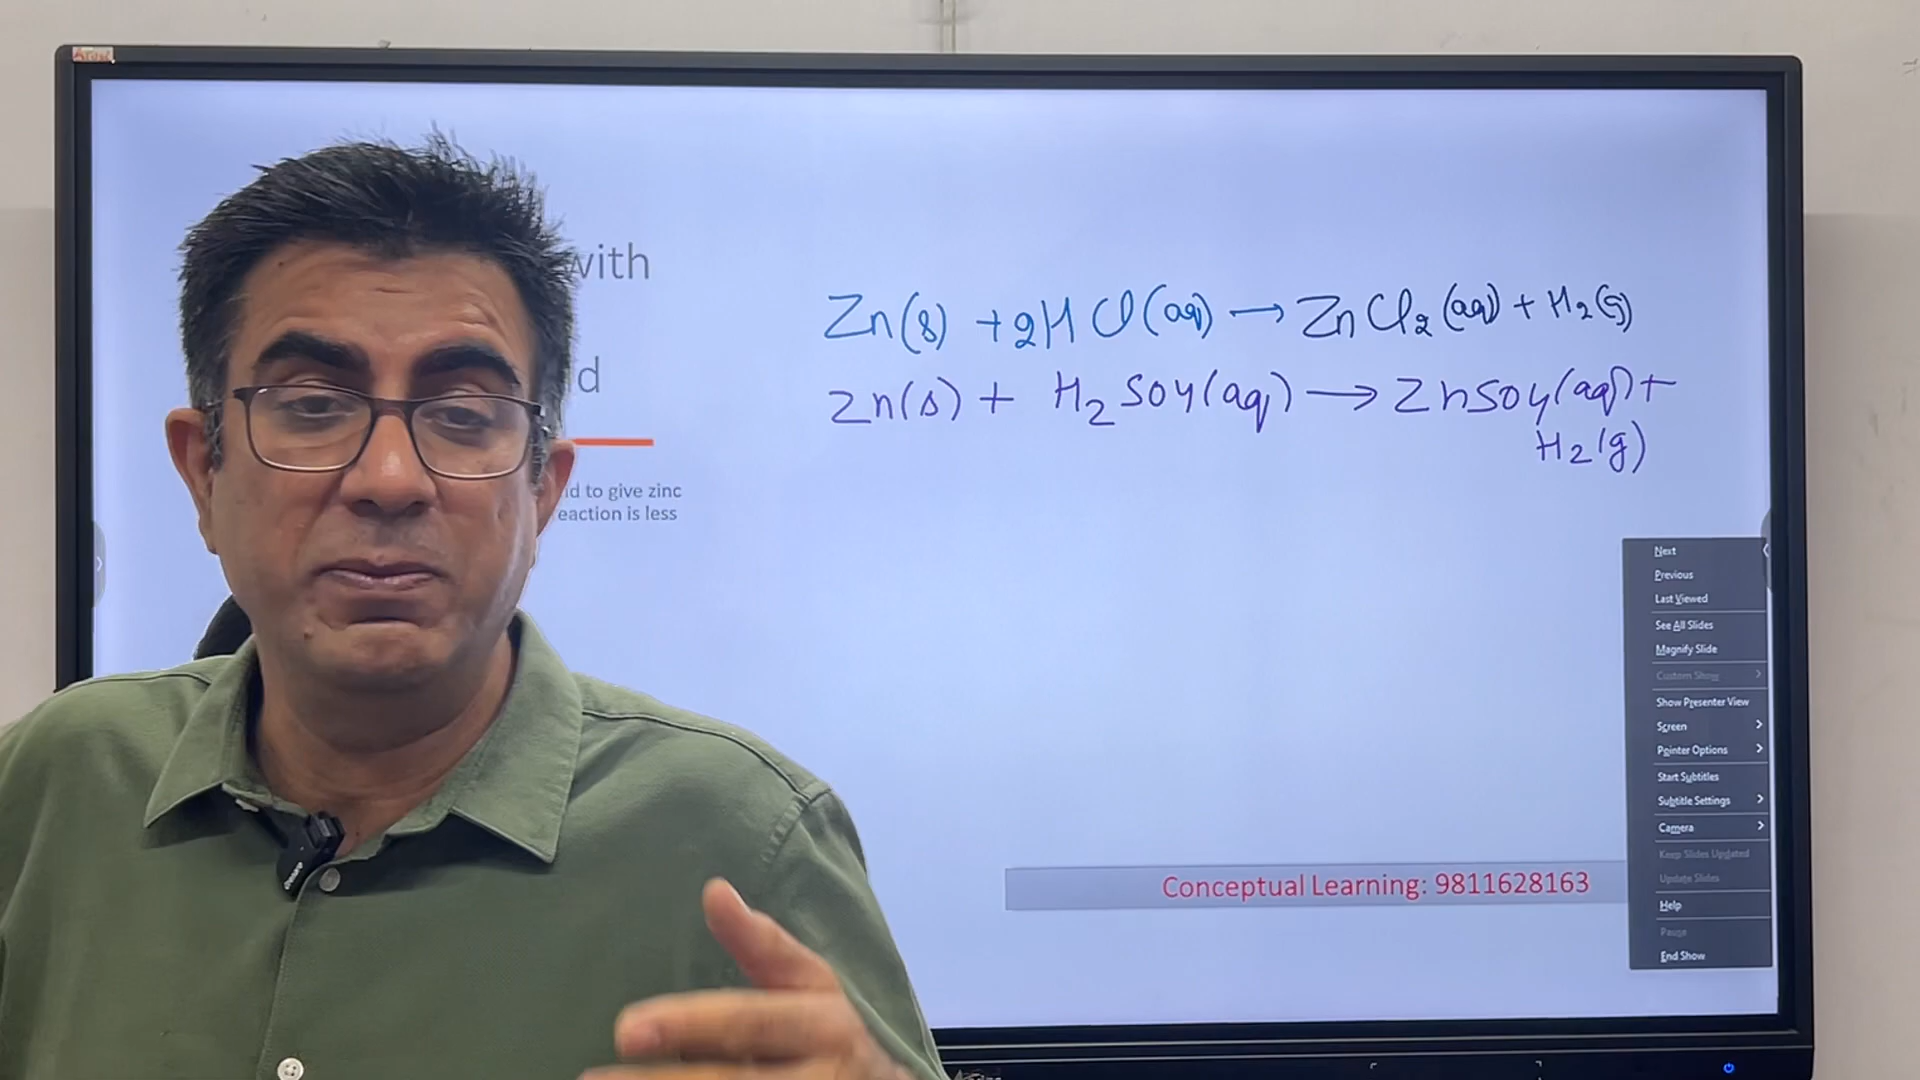 with
Zn(s) + 2HCl(aq) → ZnCl2(aq) + H2(g)
d
Zn(s) + H2SO4(aq) → ZnSO4(aq) +
H2(g)
id to give zinc
eaction is less
Next
Previous
Last Viewed
See All Slides
Magnify Slide
Custom Show
Show Presenter View
Screen
Pointer Options
Start Subtitles
Subtitle Settings
Camera
Keep Slides Updated
Update Slides
Help
Pause
End Show
Conceptual Learning: 9811628163